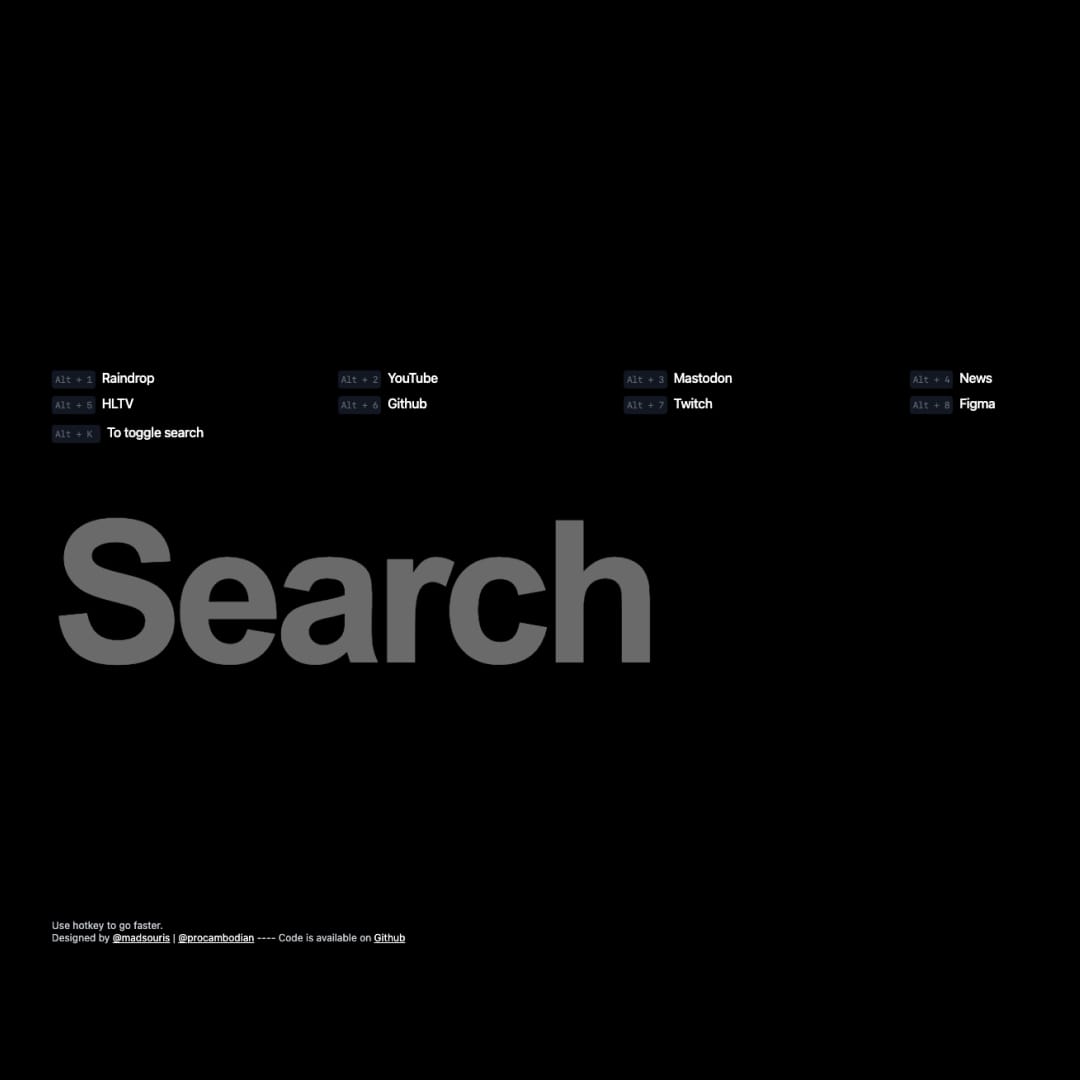 Alt + 1 Raindrop Alt + 2 YouTube Alt + 3 Mastodon Alt + 4 News
Alt + 5 HLTV Alt + 6 Github Alt + 7 Twitch Alt + 8 Figma
Alt + K To toggle search
Search
Use hotkey to go faster.
Designed by @madsouris | @procambodian ---- Code is available on Github